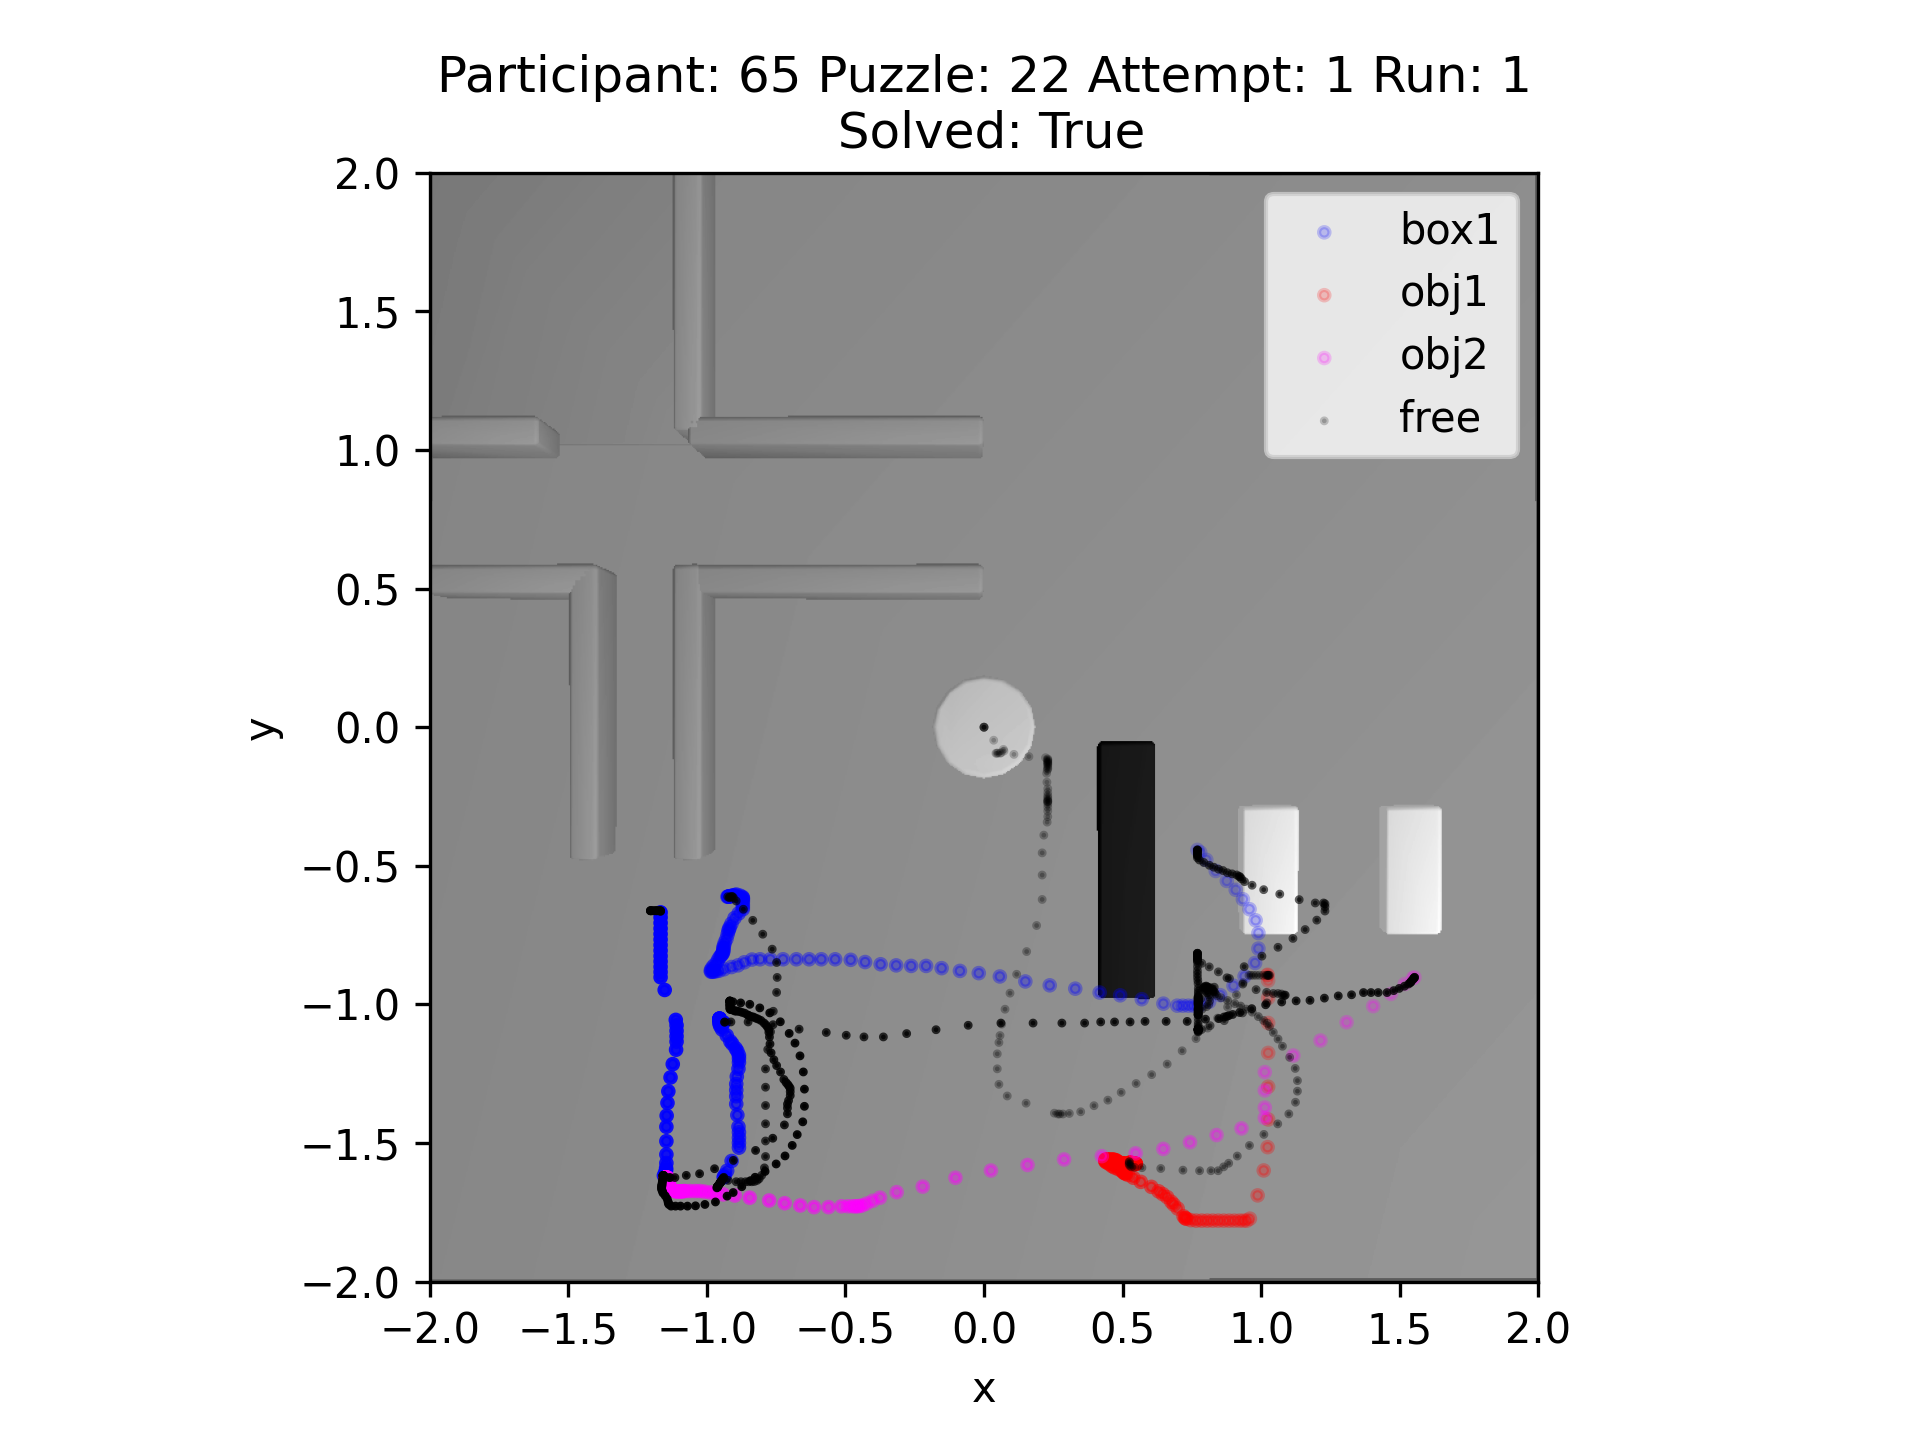 Participant: 65 Puzzle: 22 Attempt: 1 Run: 1
Solved: True
2.0
1.5
1.0
0.5
0.0
−0.5
−1.0
−1.5
−2.0
y
box1
obj1
obj2
free
−2.0 −1.5 −1.0 −0.5 0.0 0.5 1.0 1.5 2.0
x